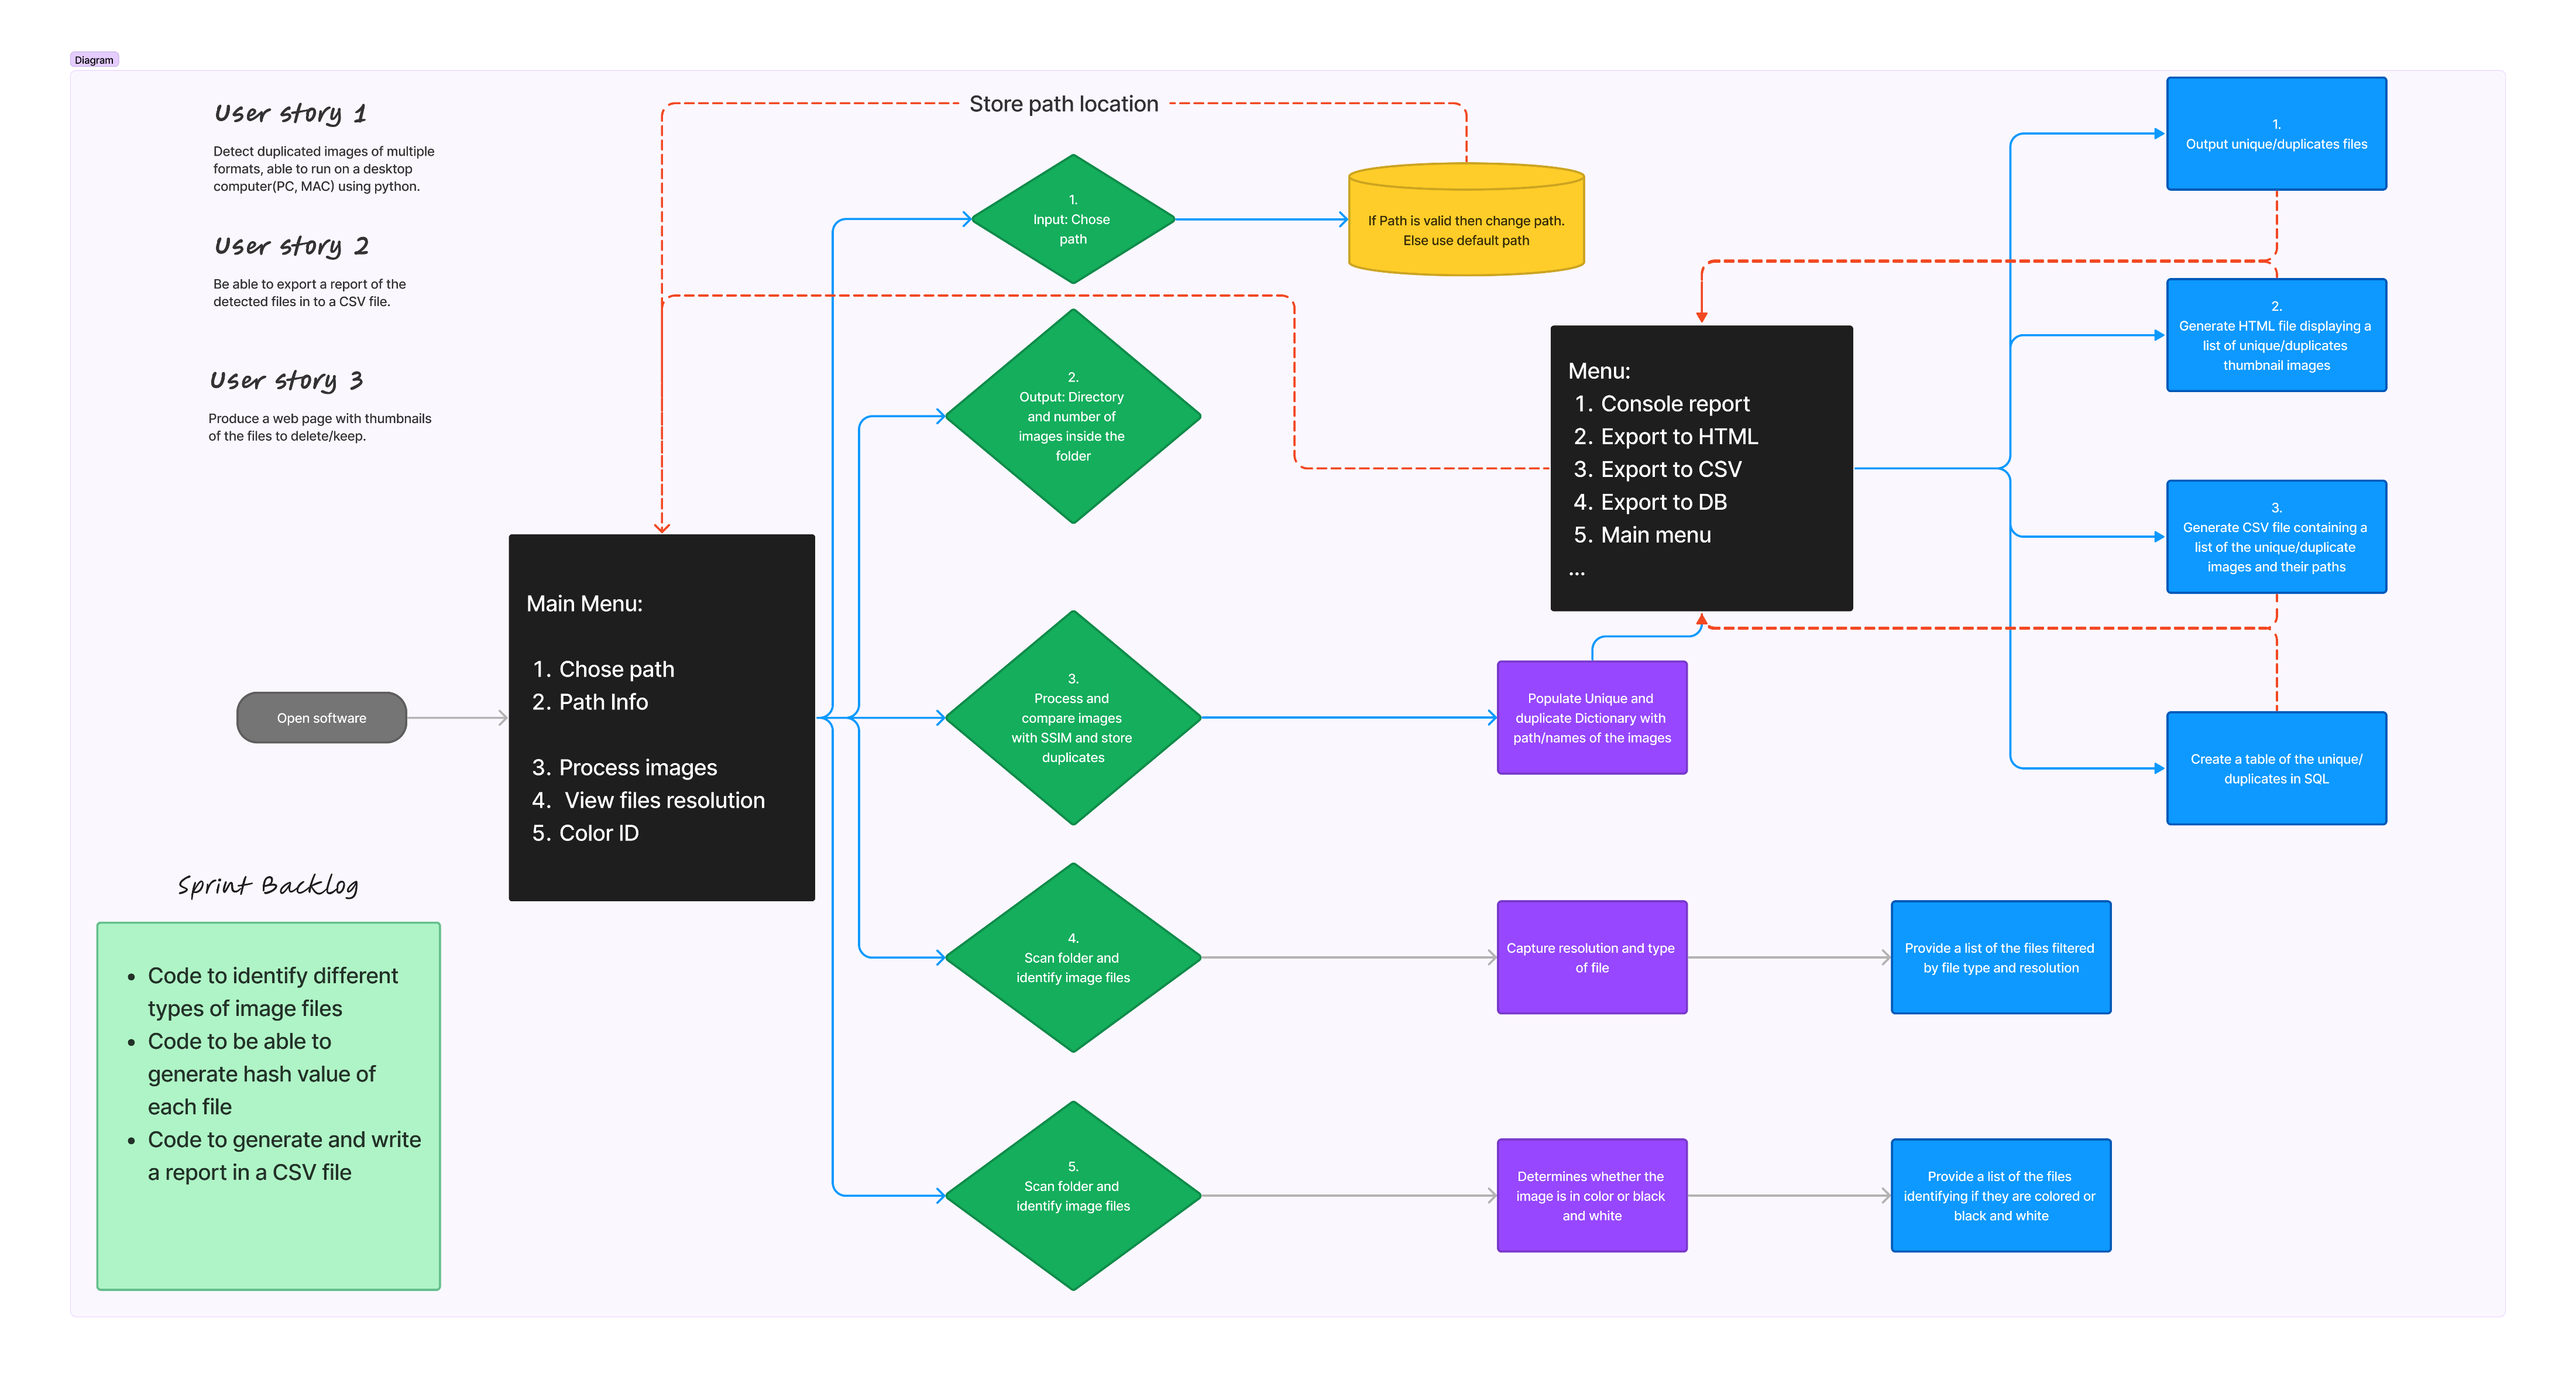 Diagram
User story 1
Detect duplicated images of multiple
formats, able to run on a desktop
computer(PC, MAC) using python.
User story 2
Be able to export a report of the
detected files in to a CSV file.
User story 3
Produce a web page with thumbnails
of the files to delete/keep.
Open software
Sprint Backlog
• Code to identify different
types of image files
• Code to be able to
generate hash value of
each file
• Code to generate and write
a report in a CSV file
Main Menu:
1. Chose path
2. Path Info
3. Process images
4. View files resolution
5. Color ID
Store path location
1.
Input: Chose
path
If Path is valid then change path.
Else use default path
2.
Output: Directory
and number of
images inside the
folder
3.
Process and
compare images
with SSIM and store
duplicates
Populate Unique and
duplicate Dictionary with
path/names of the images
Menu:
1. Console report
2. Export to HTML
3. Export to CSV
4. Export to DB
5. Main menu
...
1.
Output unique/duplicates files
2.
Generate HTML file displaying a
list of unique/duplicates
thumbnail images
3.
Generate CSV file containing a
list of the unique/duplicate
images and their paths
Create a table of the unique/
duplicates in SQL
4.
Scan folder and
identify image files
Capture resolution and type
of file
Provide a list of the files filtered
by file type and resolution
5.
Scan folder and
identify image files
Determines whether the
image is in color or black
and white
Provide a list of the files
identifying if they are colored or
black and white